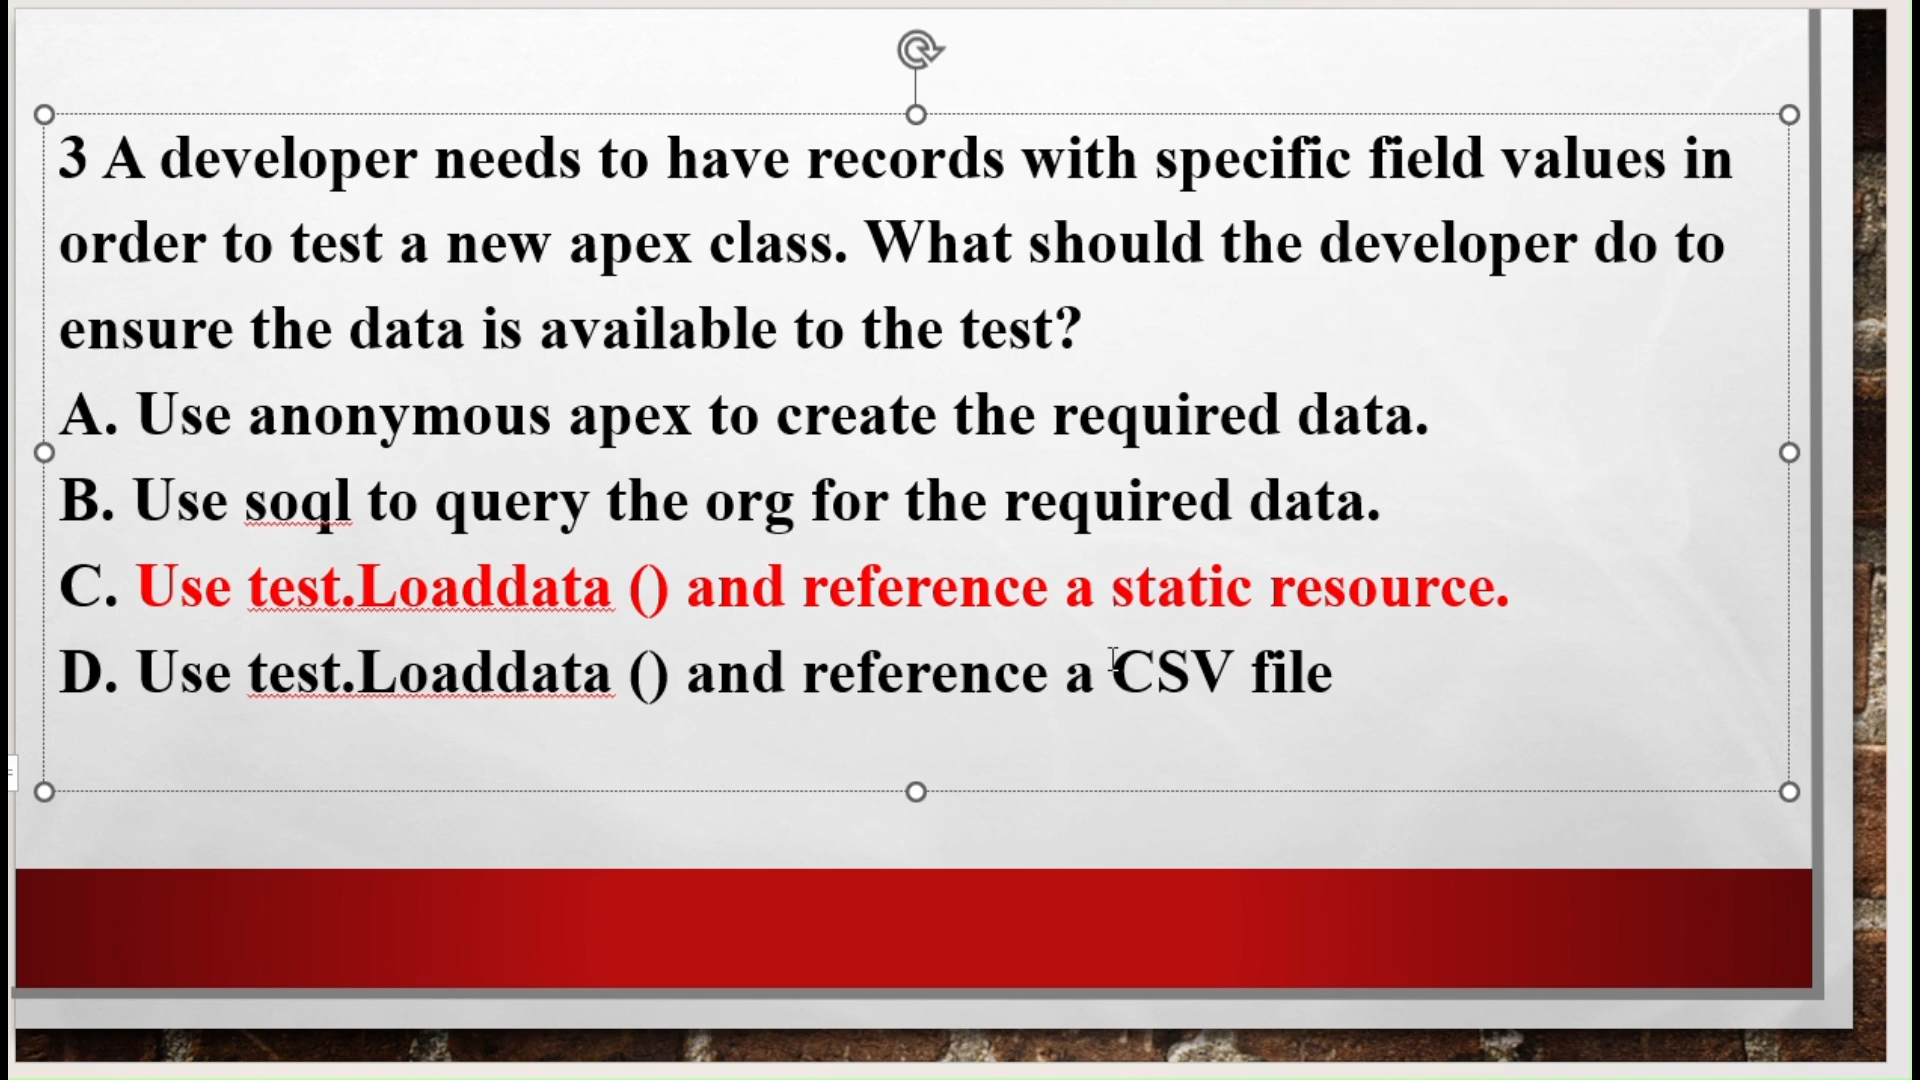 3 A developer needs to have records with specific field values in
order to test a new apex class. What should the developer do to
ensure the data is available to the test?
A. Use anonymous apex to create the required data.
B. Use soql to query the org for the required data.
C. Use test.Loaddata () and reference a static resource.
D. Use test.Loaddata () and reference a CSV file